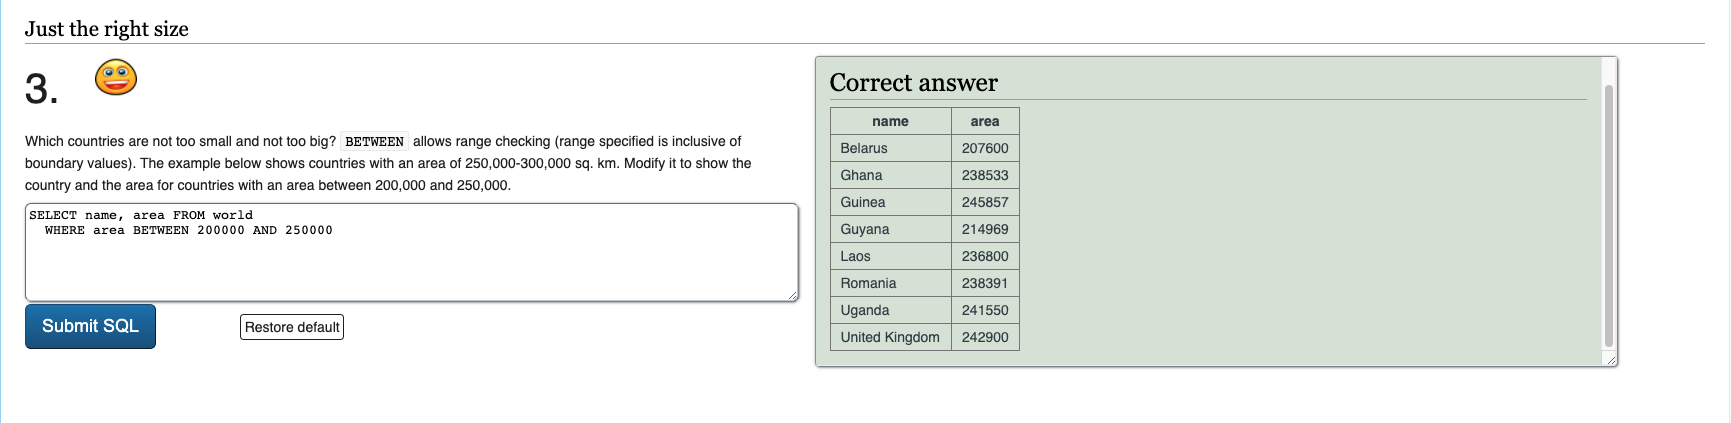 Just the right size
3.
Which countries are not too small and not too big? BETWEEN allows range checking (range specified is inclusive of
boundary values). The example below shows countries with an area of 250,000-300,000 sq. km. Modify it to show the
country and the area for countries with an area between 200,000 and 250,000.
SELECT name, area FROM world
WHERE area BETWEEN 200000 AND 250000
Submit SQL
Restore default
Correct answer
name area
Belarus 207600
Ghana 238533
Guinea 245857
Guyana 214969
Laos 236800
Romania 238391
Uganda 241550
United Kingdom 242900